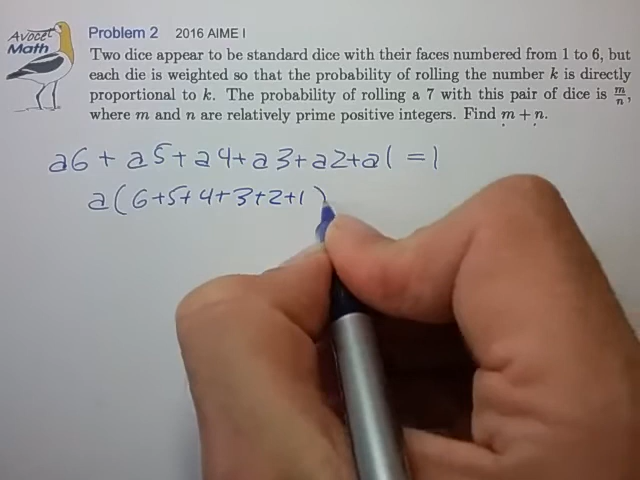 Avocet
Math
Problem 2 2016 AIME I
Two dice appear to be standard dice with their faces numbered from 1 to 6, but
each die is weighted so that the probability of rolling the number k is directly
proportional to k. The probability of rolling a 7 with this pair of dice is m/n,
where m and n are relatively prime positive integers. Find m + n.
a6 + a5 + a4 + a3 + a2 + a1 = 1
a(6+5+4+3+2+1)